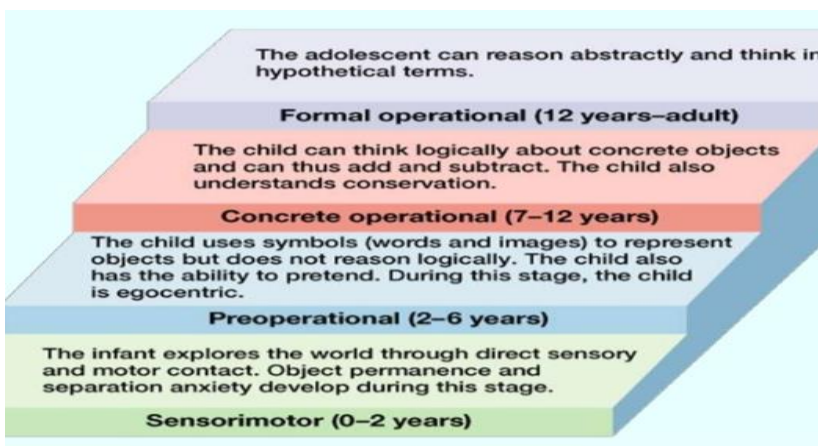 The adolescent can reason abstractly and think in
hypothetical terms.
Formal operational (12 years–adult)
The child can think logically about concrete objects
and can thus add and subtract. The child also
understands conservation.
Concrete operational (7–12 years)
The child uses symbols (words and images) to represent
objects but does not reason logically. The child also
has the ability to pretend. During this stage, the child
is egocentric.
Preoperational (2–6 years)
The infant explores the world through direct sensory
and motor contact. Object permanence and
separation anxiety develop during this stage.
Sensorimotor (0–2 years)